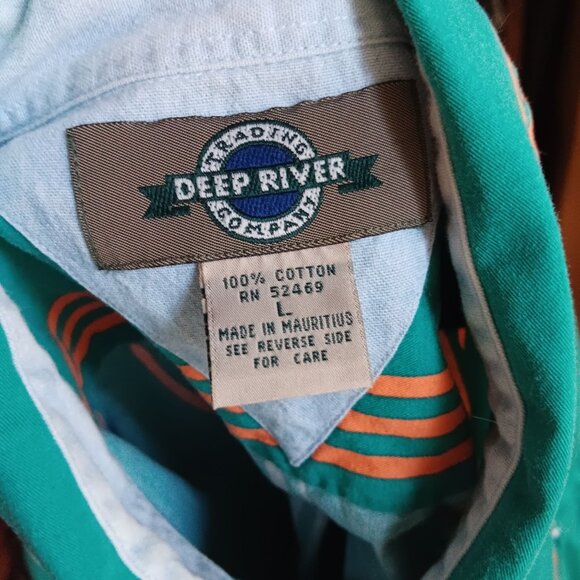 TRADING
DEEP RIVER
COMPANY
100% COTTON
RN 52469
L
MADE IN MAURITIUS
SEE REVERSE SIDE
FOR CARE